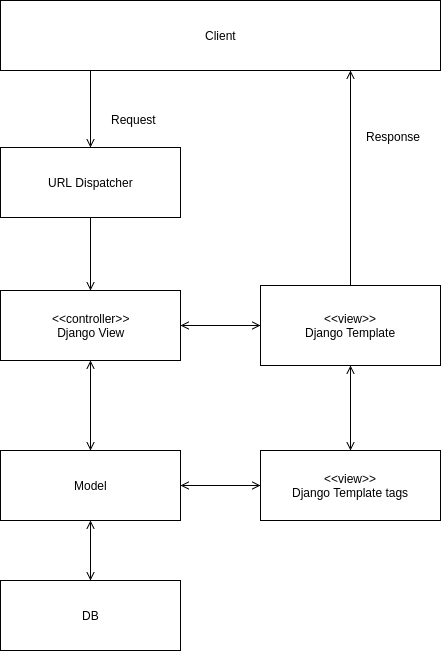 Client
Request
Response
URL Dispatcher
<<controller>>
Django View
<<view>>
Django Template
Model
<<view>>
Django Template tags
DB